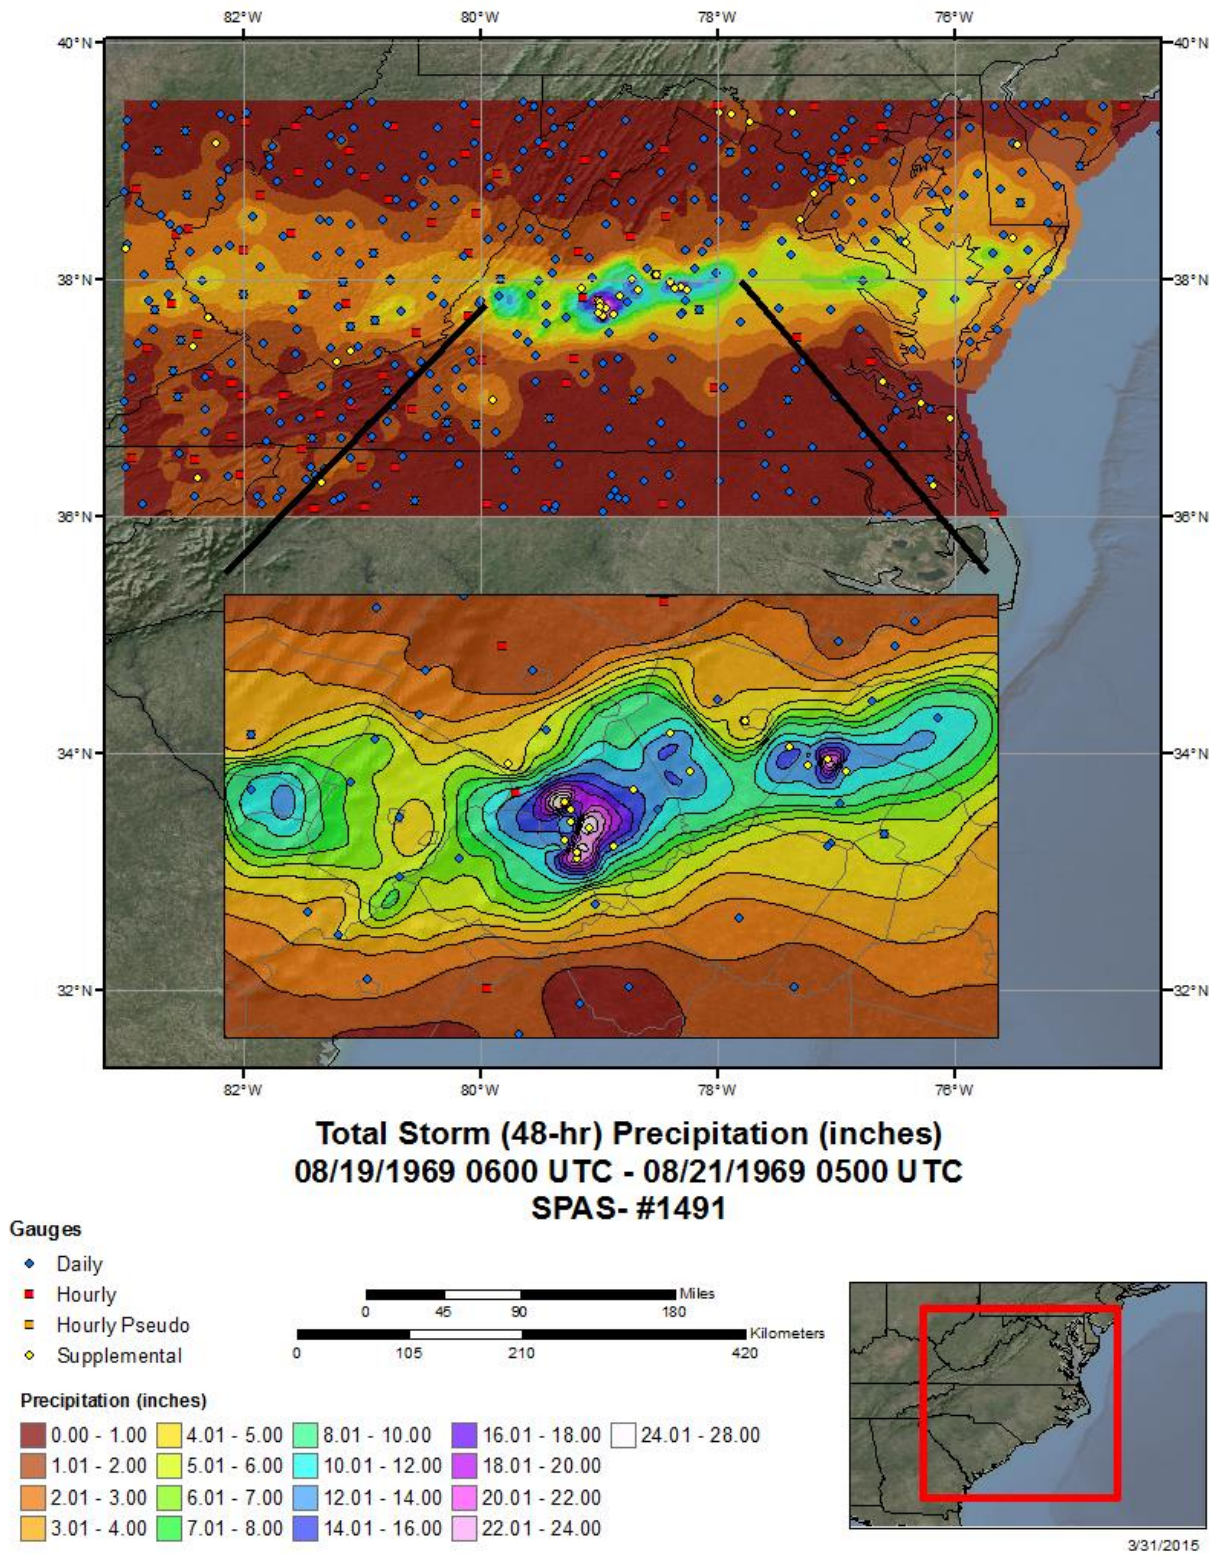 82°W 80°W 78°W 76°W
40°N 40°N
38°N 38°N
36°N 36°N
34°N 34°N
32°N 32°N
82°W 80°W 78°W 76°W
Total Storm (48-hr) Precipitation (inches)
08/19/1969 0600 UTC - 08/21/1969 0500 UTC
SPAS- #1491
Gauges
Daily
Hourly
Hourly Pseudo
Supplemental
Miles
0 45 90 180
Kilometers
0 105 210 420
Precipitation (inches)
0.00 - 1.00 4.01 - 5.00 8.01 - 10.00 16.01 - 18.00 24.01 - 28.00
1.01 - 2.00 5.01 - 6.00 10.01 - 12.00 18.01 - 20.00
2.01 - 3.00 6.01 - 7.00 12.01 - 14.00 20.01 - 22.00
3.01 - 4.00 7.01 - 8.00 14.01 - 16.00 22.01 - 24.00
3/31/2015